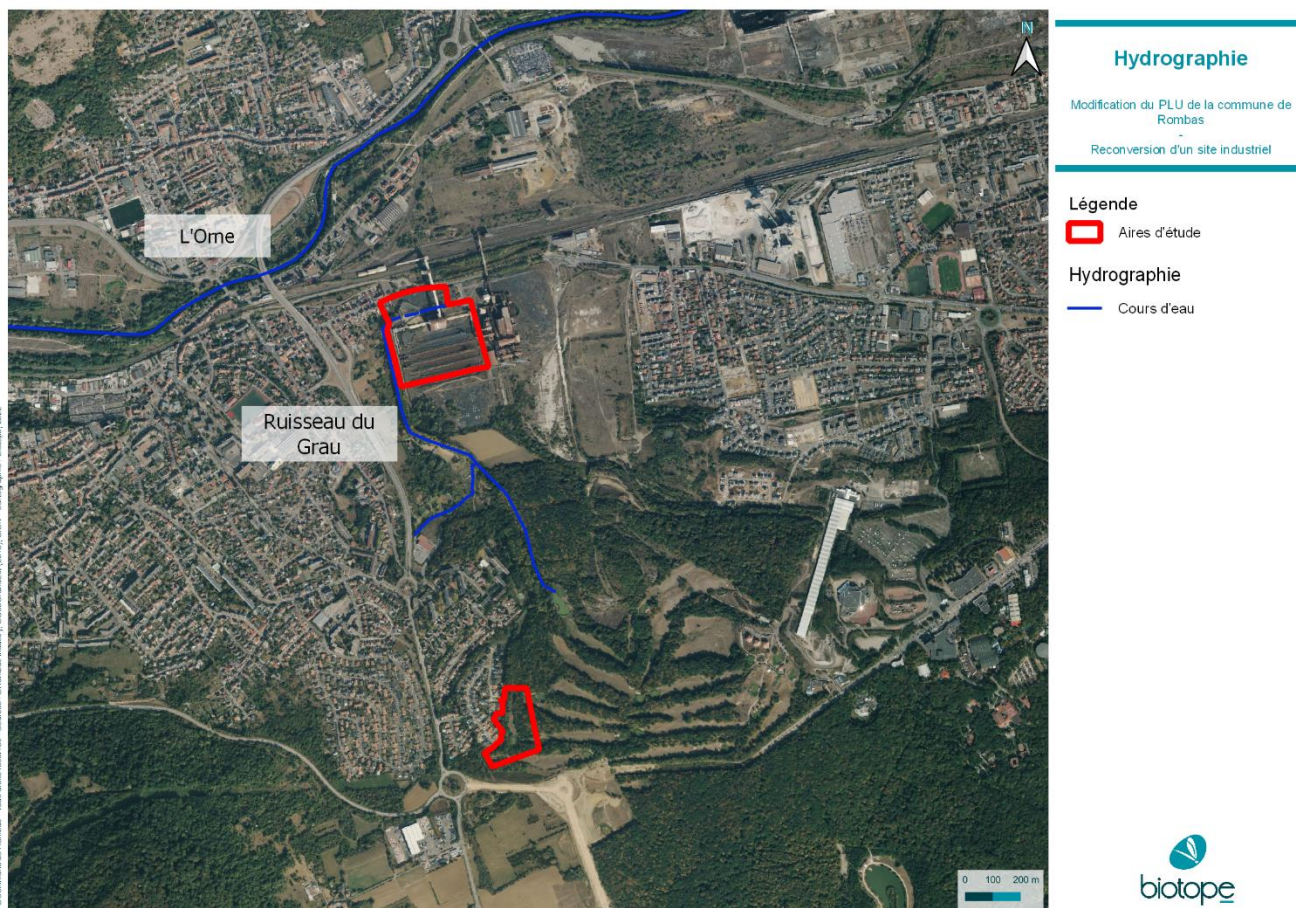 N
Hydrographie
Modification du PLU de la commune de
Rombas
-
Reconversion d'un site industriel
Légende
Aires d'étude
Hydrographie
Cours d'eau
L'Orne
Ruisseau du
Grau
0 100 200 m
biotope